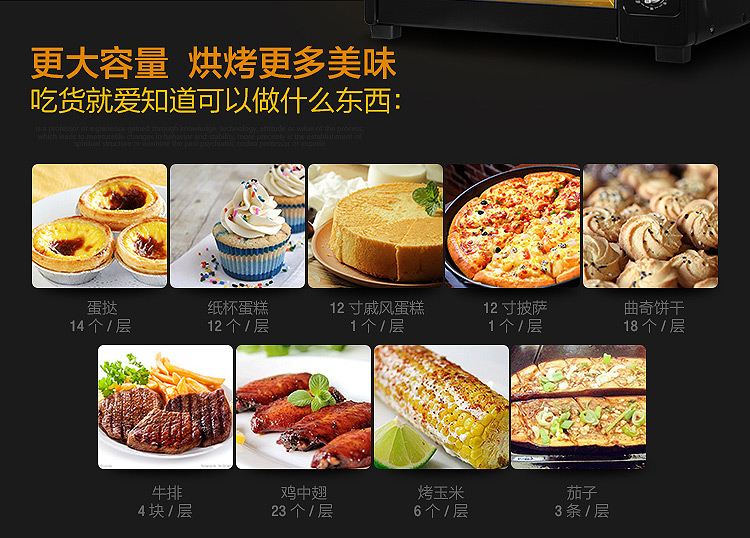 更大容量 烘烤更多美味
吃货就爱知道可以做什么东西：
蛋挞
14 个 / 层
纸杯蛋糕
12 个 / 层
12 寸戚风蛋糕
1 个 / 层
12 寸披萨
1 个 / 层
曲奇饼干
18 个 / 层
牛排
4 块 / 层
鸡中翅
23 个 / 层
烤玉米
6 个 / 层
茄子
3 条 / 层